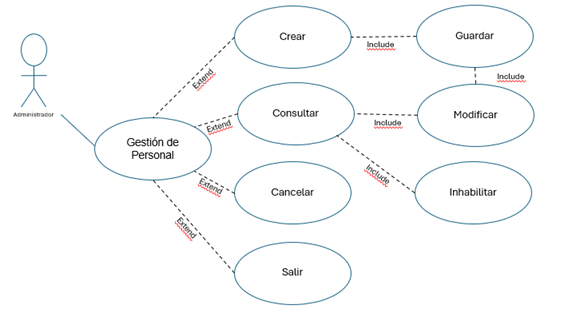 Crear
Include
Guardar
Extend
Include
Administrador
Consultar
Include
Modificar
Extend
Gestión de
Personal
Include
Extend
Cancelar
Inhabilitar
Extend
Salir